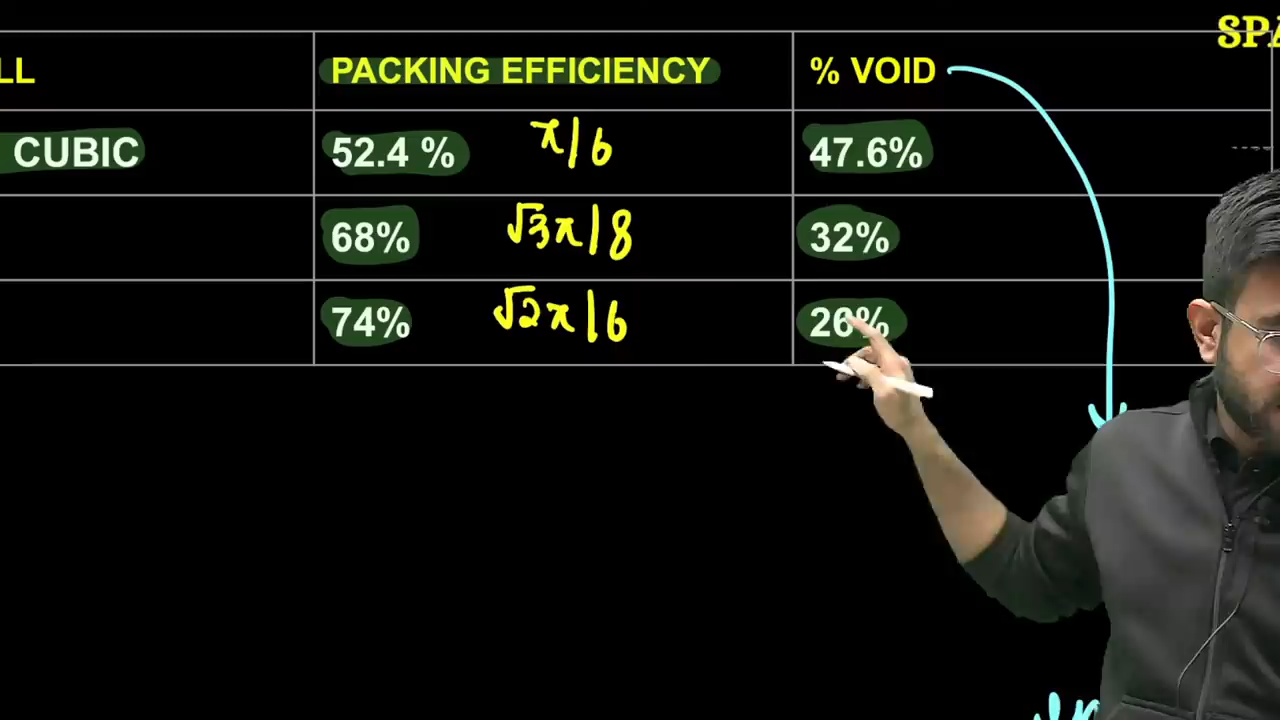 SPA
LL PACKING EFFICIENCY % VOID
CUBIC 52.4 % π/6 47.6%
68% √3π/8 32%
74% √2π/6 26%